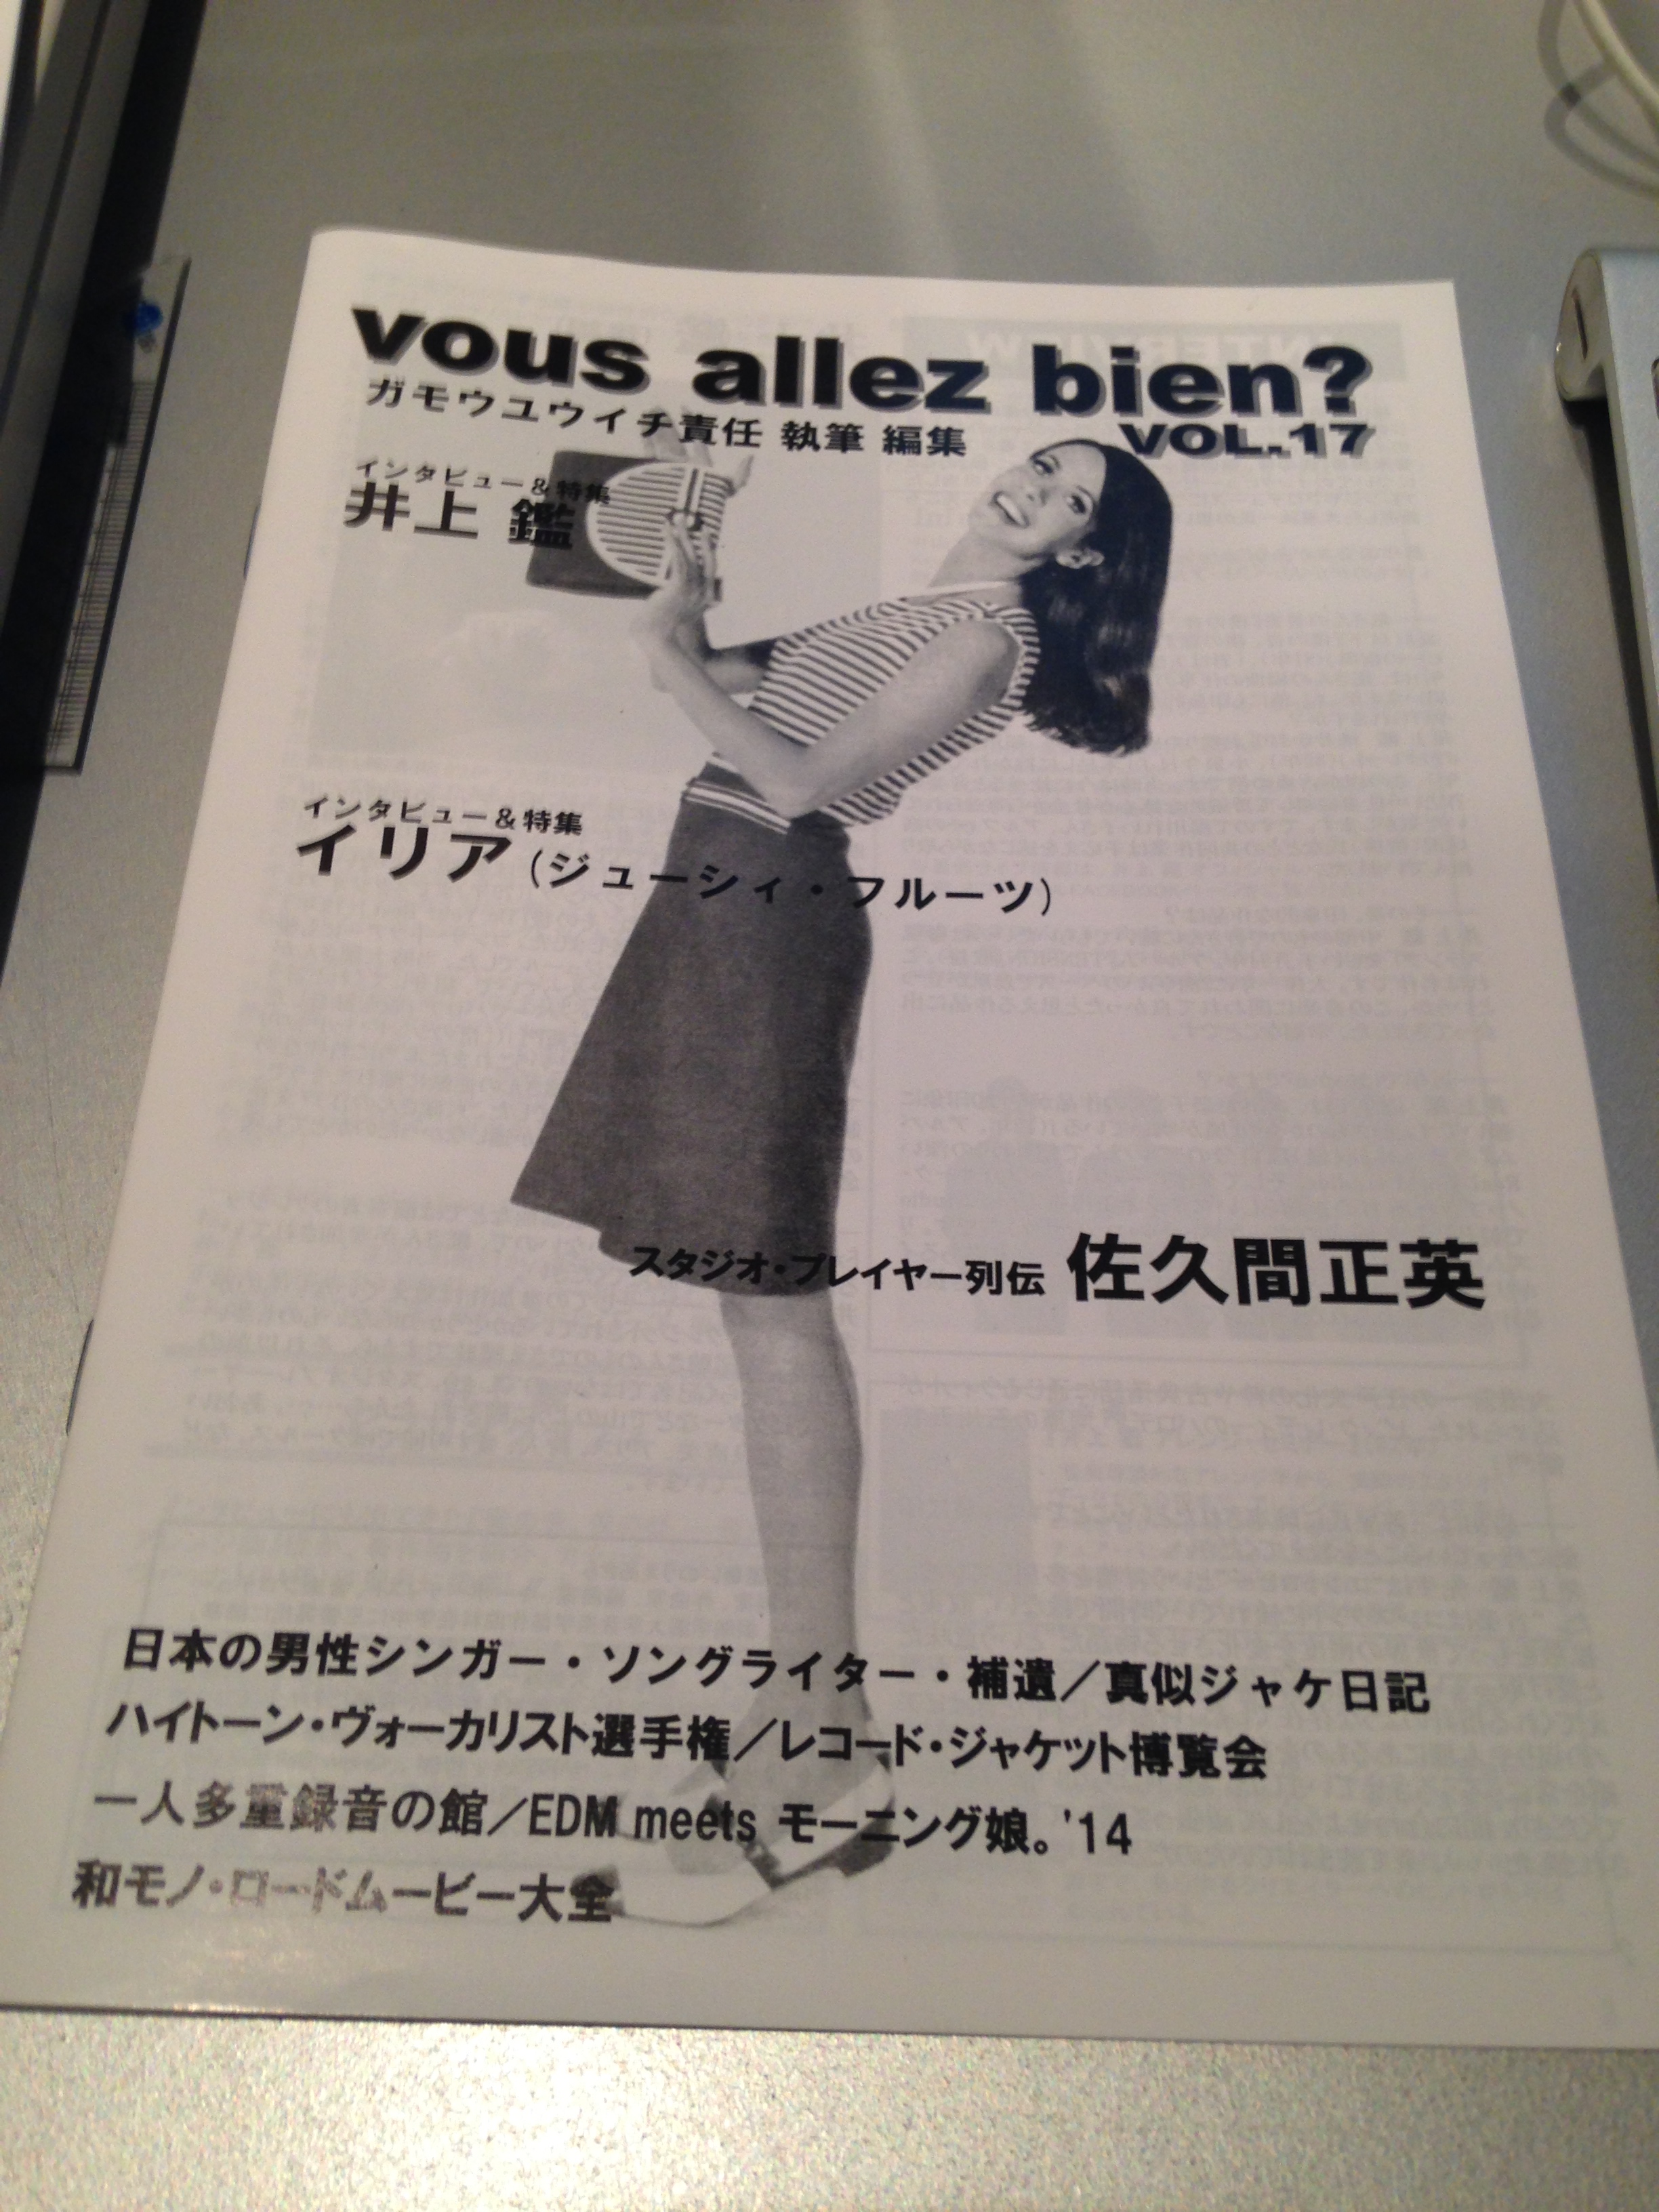 vous allez bien?
VOL.17
ガモウユウイチ責任 執筆 編集
インタビュー&特集
井上 鑑
インタビュー&特集
イリア(ジューシィ・フルーツ)
スタジオ・プレイヤー列伝 佐久間正英
日本の男性シンガー・ソングライター・補遺／真似ジャケ日記
ハイトーン・ヴォーカリスト選手権／レコード・ジャケット博覧会
一人多重録音の館／EDM meets モーニング娘。'14
和モノ・ロードムービー大全